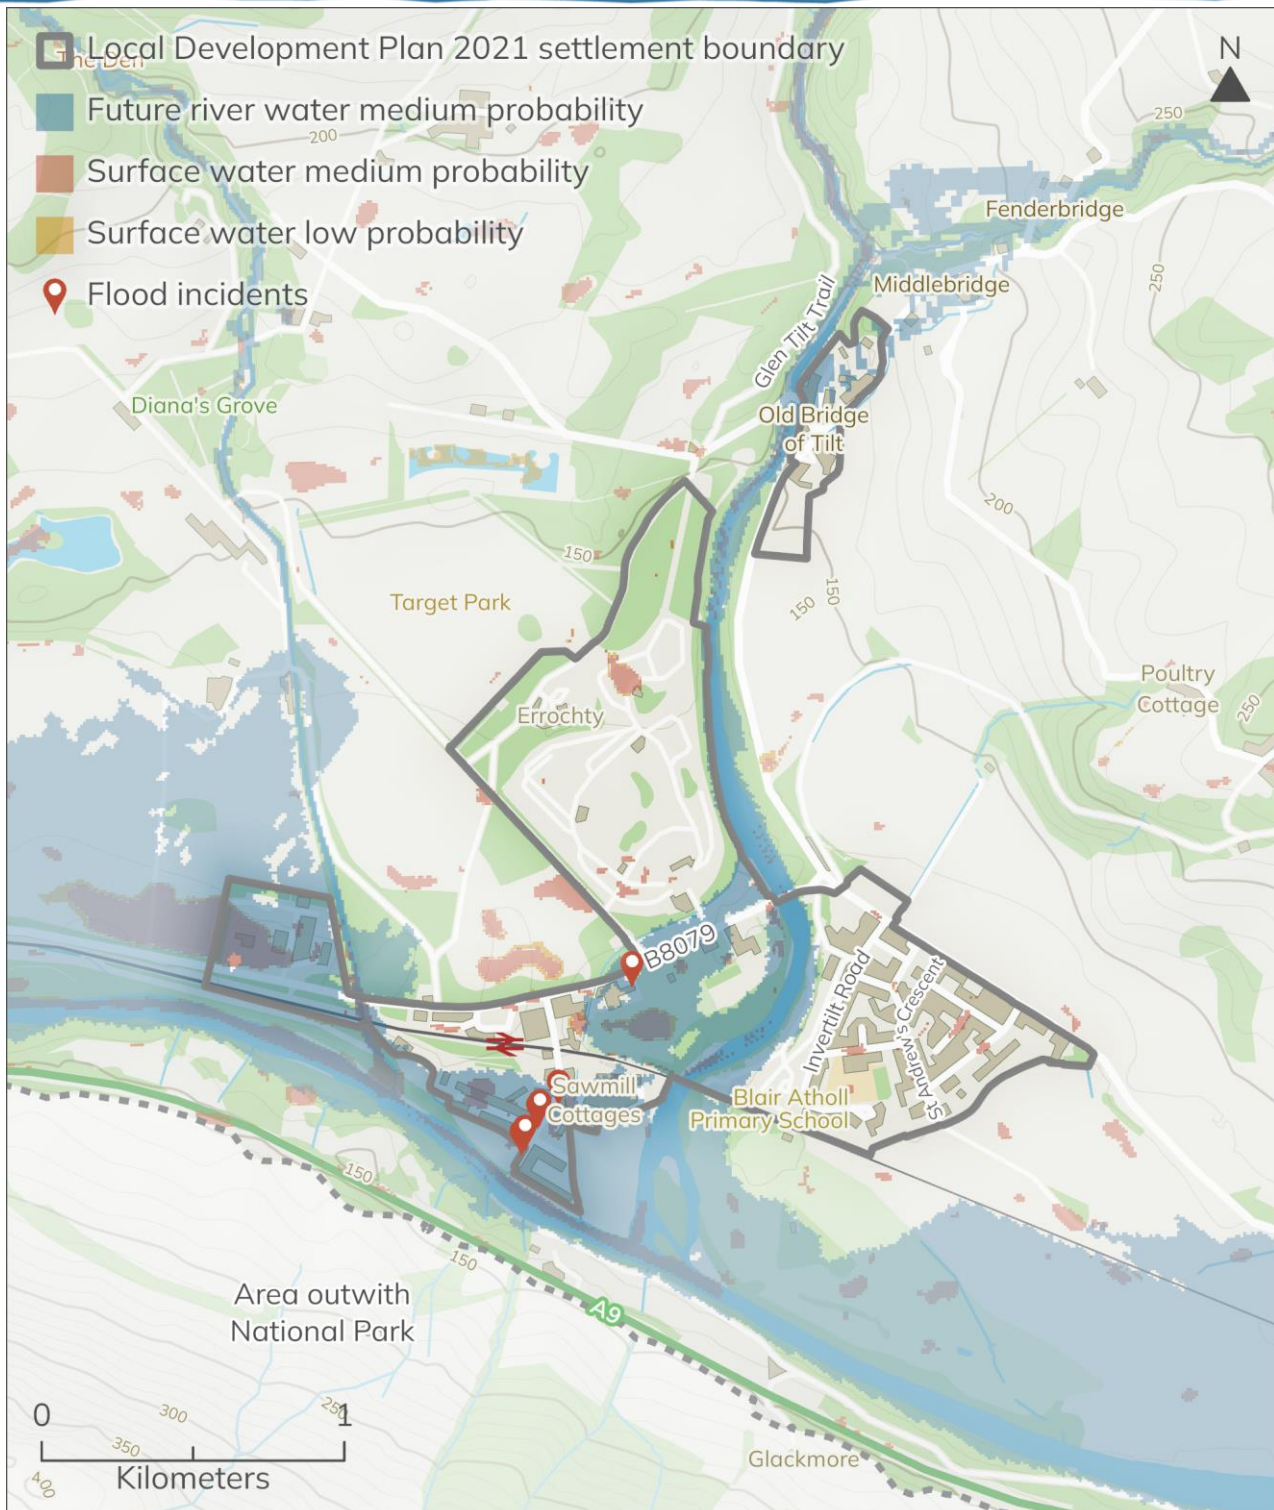 Local Development Plan 2021 settlement boundary
The Den
Future river water medium probability
Surface water medium probability
Surface water low probability
Flood incidents
N
200
250
Fenderbridge
Middlebridge
250
Glen Tilt Trail
Diana's Grove
Old Bridge
of Tilt
200
150
Target Park
150
150
Poultry
Cottage
250
Errochty
B8079
Invertilt Road
St Andrew's Crescent
Sawmill
Cottages
Blair Atholl
Primary School
150
150
Area outwith
National Park
A9
0
1
Kilometers
250
300
350
400
Glackmore